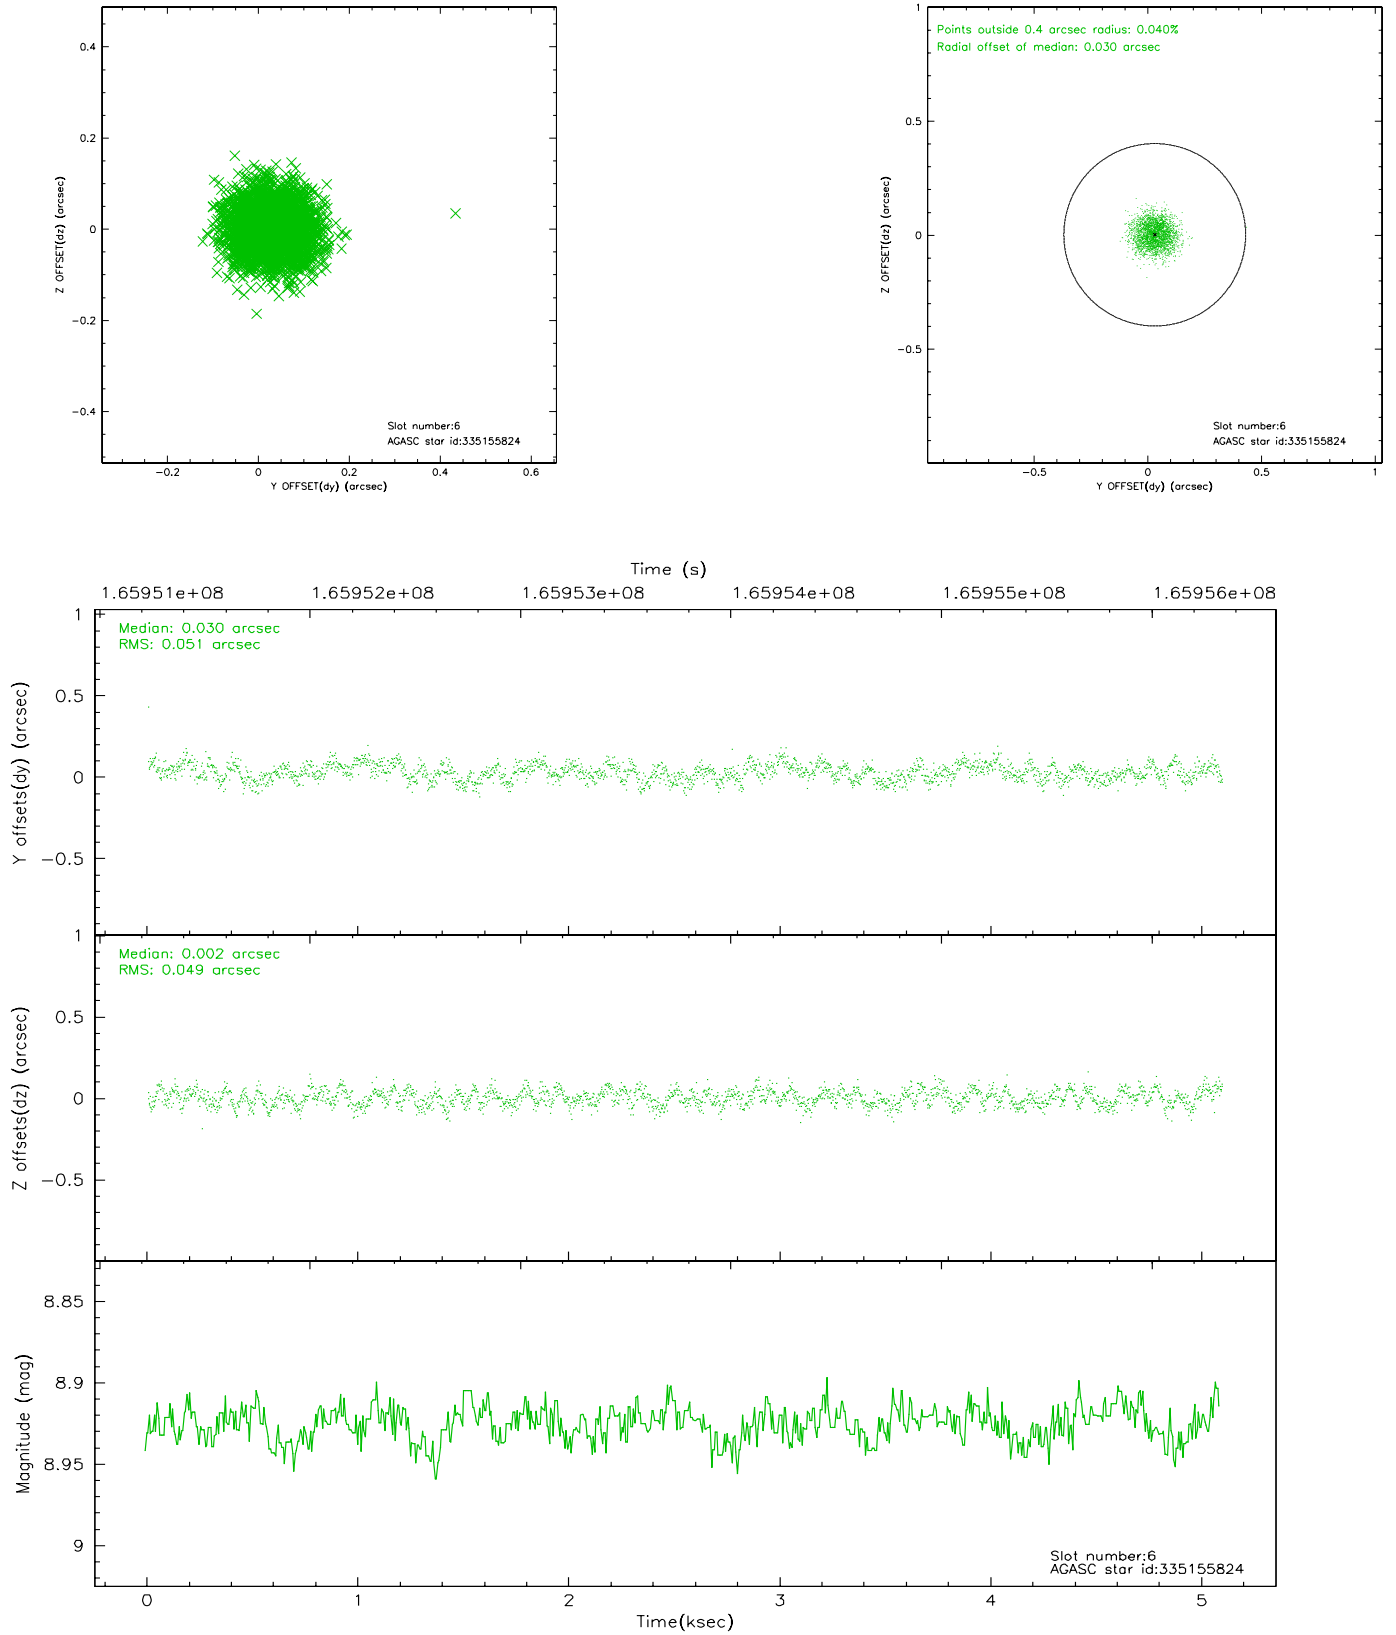 0.4
0.2
0
−0.2
−0.4
Z OFFSET(dz) (arcsec)
Slot number:6
AGASC star id:335155824
−0.2 0 0.2 0.4 0.6
Y OFFSET(dy) (arcsec)
1
0.5
0
−0.5
Z OFFSET(dz) (arcsec)
Points outside 0.4 arcsec radius: 0.040%
Radial offset of median: 0.030 arcsec
Slot number:6
AGASC star id:335155824
−0.5 0 0.5 1
Y OFFSET(dy) (arcsec)
Time (s)
1.65951e+08 1.65952e+08 1.65953e+08 1.65954e+08 1.65955e+08 1.65956e+08
1
0.5
0
−0.5
Y offsets(dy) (arcsec)
Median: 0.030 arcsec
RMS: 0.051 arcsec
1
0.5
0
−0.5
Z offsets(dz) (arcsec)
Median: 0.002 arcsec
RMS: 0.049 arcsec
8.85
8.9
8.95
9
Magnitude (mag)
Slot number:6
AGASC star id:335155824
0 1 2 3 4 5
Time(ksec)